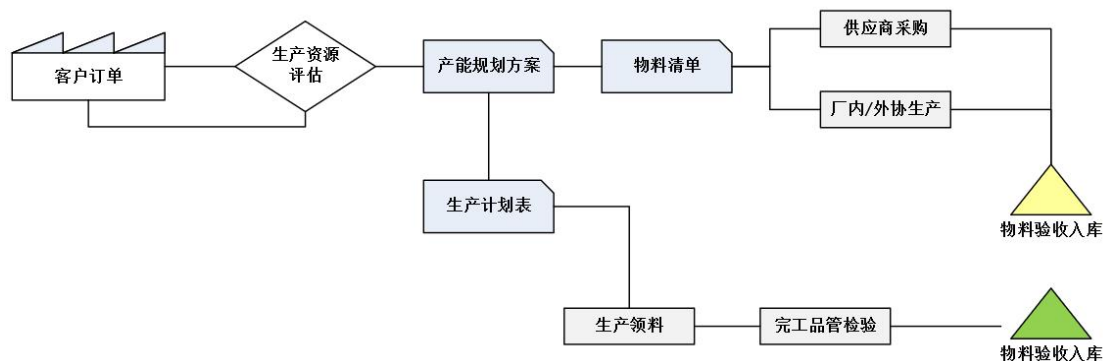 客户订单
生产资源
评估
产能规划方案
物料清单
供应商采购
厂内/外协生产
物料验收入库
生产计划表
生产领料
完工品管检验
物料验收入库